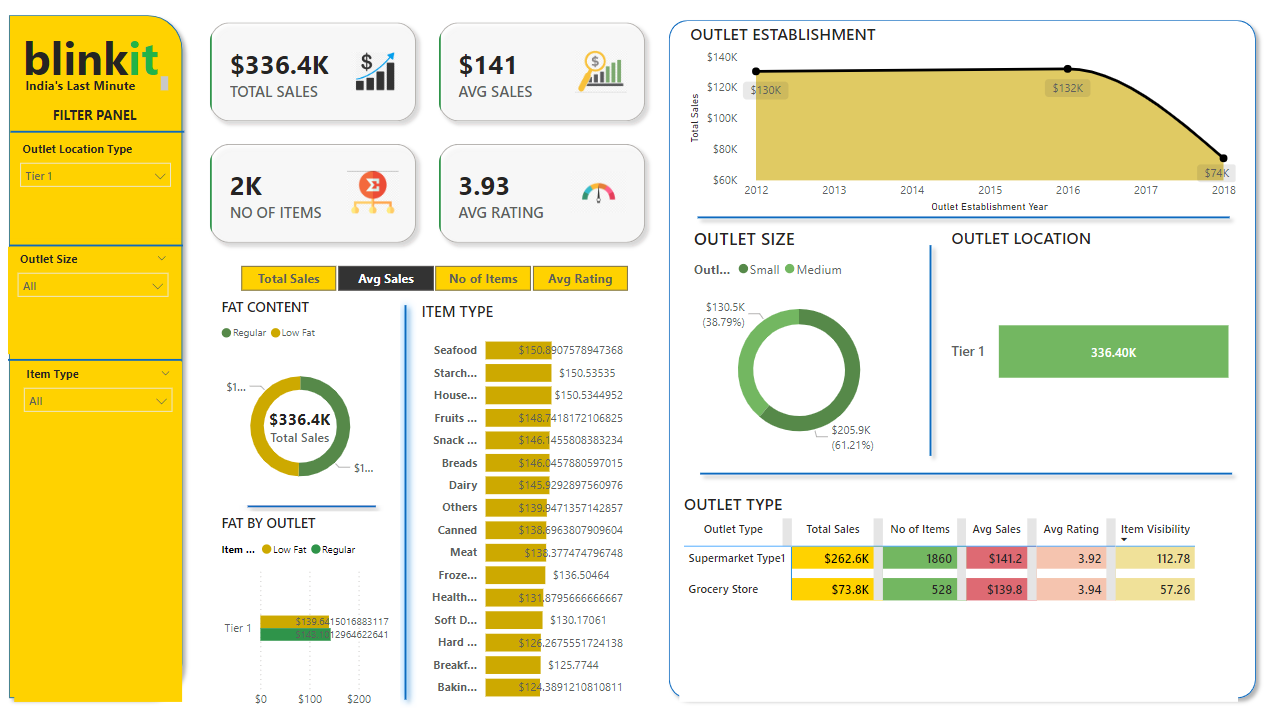 blinkit
India's Last Minute
FILTER PANEL
Outlet Location Type
Tier 1
Outlet Size
All
Item Type
All
$336.4K
TOTAL SALES
$141
AVG SALES
2K
NO OF ITEMS
3.93
AVG RATING
Total Sales Avg Sales No of Items Avg Rating
FAT CONTENT
Regular Low Fat
$1...
$336.4K
Total Sales
$1...
FAT BY OUTLET
Item ... Low Fat Regular
Tier 1
$139.6415016883117
$0 $100 $200
ITEM TYPE
Seafood $150.8907578947368
Starch... $150.53535
House... $150.5344952
Fruits ... $148.7418172106825
Snack ... $146.1455808383234
Breads $146.0457880597015
Dairy $145.9292897560976
Others $139.9471357142857
Canned $138.6963807909604
Meat $138.377474796748
Froze... $136.50464
Health... $131.8795666666667
Soft D... $130.17061
Hard ... $126.2675551724138
Breakf... $125.7744
Bakin... $124.3891210810811
OUTLET ESTABLISHMENT
Total Sales
$140K
$120K
$100K
$80K
$60K
$130K
$132K
$74K
2012 2013 2014 2015 2016 2017 2018
Outlet Establishment Year
OUTLET SIZE
Outl... Small Medium
$130.5K
(38.79%)
$205.9K
(61.21%)
OUTLET LOCATION
Tier 1
336.40K
OUTLET TYPE
Outlet Type Total Sales No of Items Avg Sales Avg Rating Item Visibility
Supermarket Type1 $262.6K 1860 $141.2 3.92 112.78
Grocery Store $73.8K 528 $139.8 3.94 57.26